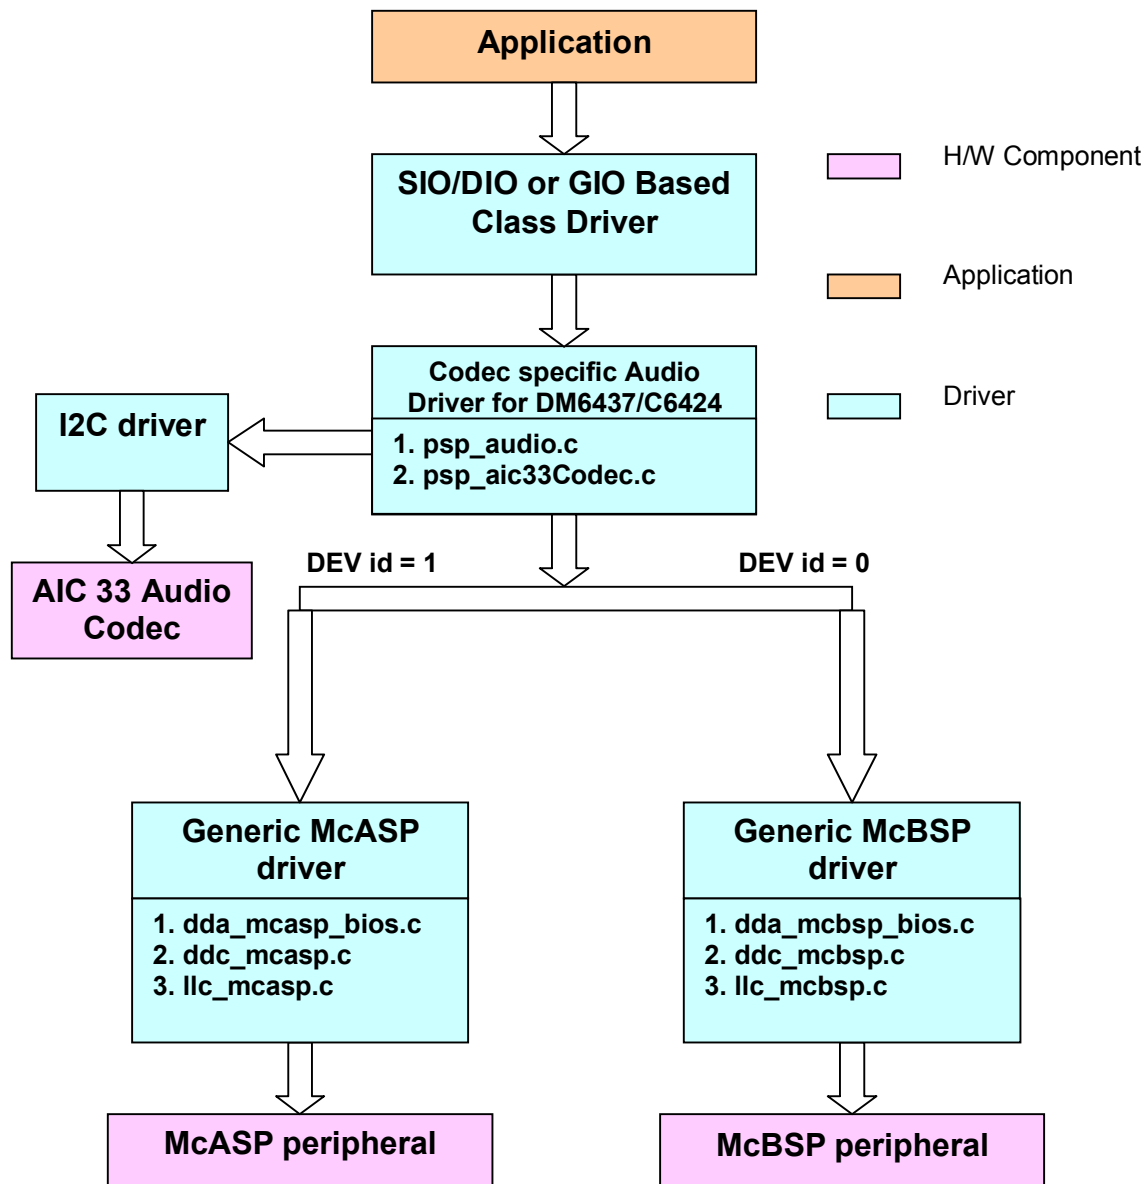 Application
SIO/DIO or GIO Based
Class Driver
H/W Component
Application
Driver
Codec specific Audio
Driver for DM6437/C6424
1. psp_audio.c
2. psp_aic33Codec.c
I2C driver
AIC 33 Audio
Codec
DEV id = 1
DEV id = 0
Generic McASP
driver
1. dda_mcasp_bios.c
2. ddc_mcasp.c
3. llc_mcasp.c
Generic McBSP
driver
1. dda_mcbsp_bios.c
2. ddc_mcbsp.c
3. llc_mcbsp.c
McASP peripheral
McBSP peripheral